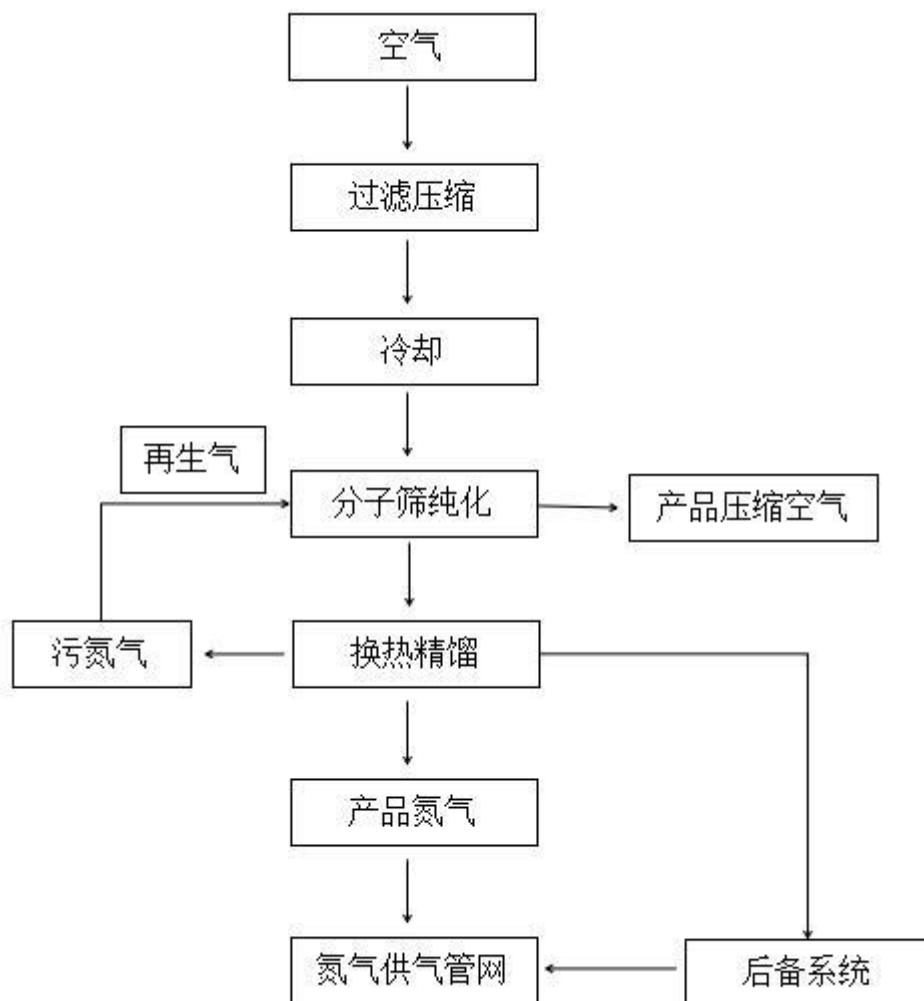 空气
过滤压缩
冷却
再生气
分子筛纯化
产品压缩空气
污氮气
换热精馏
产品氮气
氮气供气管网
后备系统